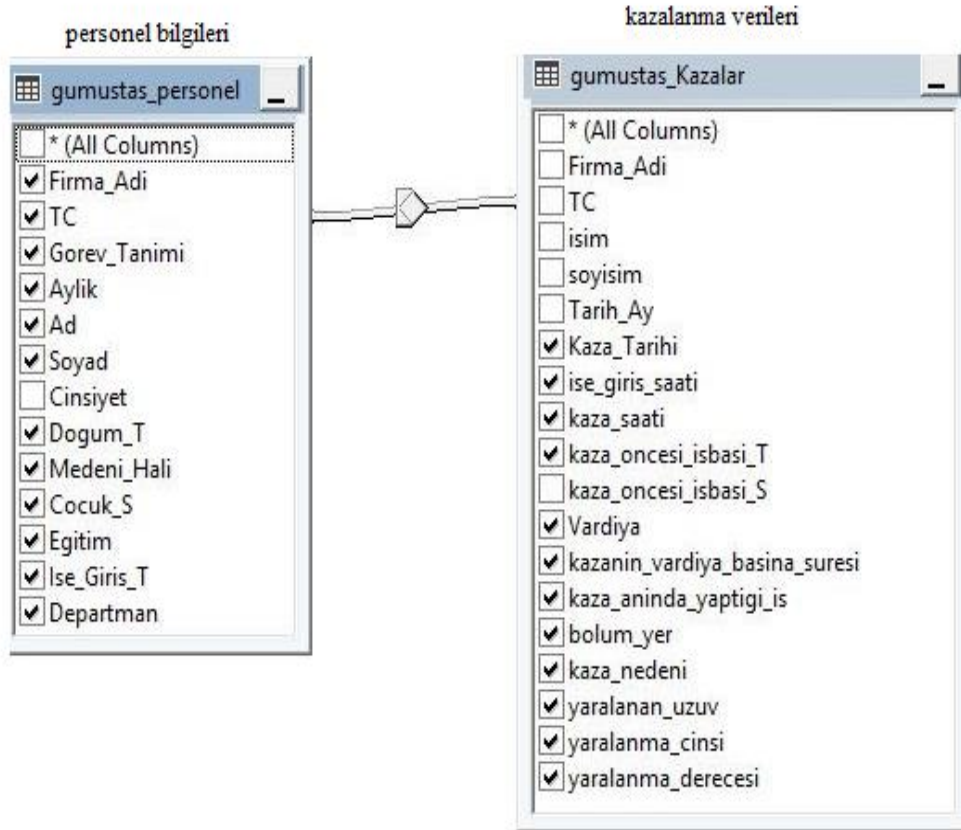 personel bilgileri
gumustas_personel
* (All Columns)
Firma_Adi
TC
Gorev_Tanimi
Aylik
Ad
Soyad
Cinsiyet
Dogum_T
Medeni_Hali
Cocuk_S
Egitim
Ise_Giris_T
Departman
kazalanma verileri
gumustas_Kazalar
* (All Columns)
Firma_Adi
TC
isim
soyisim
Tarih_Ay
Kaza_Tarihi
ise_giris_saati
kaza_saati
kaza_oncesi_isbasi_T
kaza_oncesi_isbasi_S
Vardiya
kazanin_vardiya_basina_suresi
kaza_aninda_yaptigi_is
bolum_yer
kaza_nedeni
yaralanan_uzuv
yaralanma_cinsi
yaralanma_derecesi